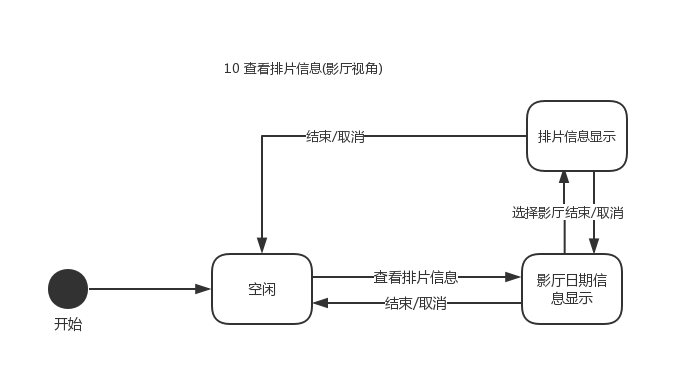 10 查看排片信息(影厅视角)
结束/取消
排片信息显示
选择影厅结束/取消
查看排片信息
空闲
影厅日期信
息显示
结束/取消
开始